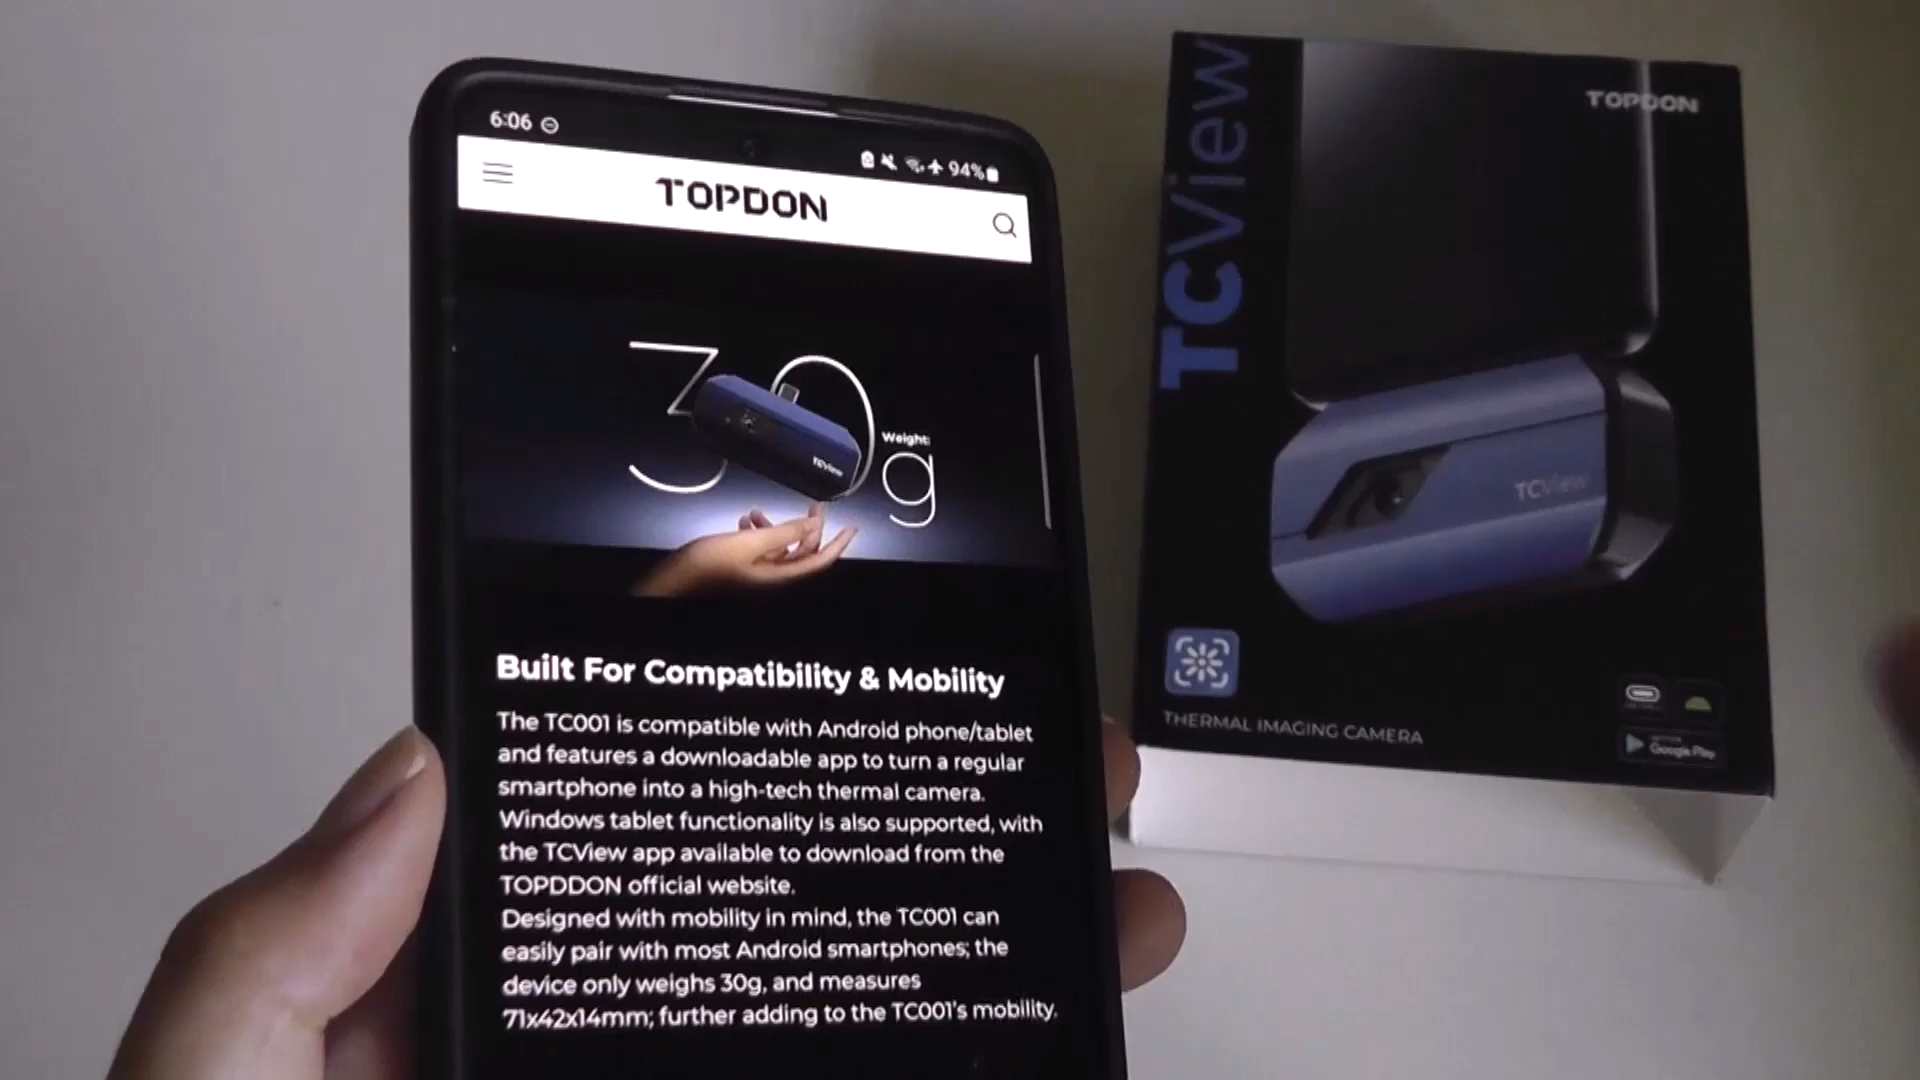 6:06
94%
TOPDON
30g
Weight:
TCView
Built For Compatibility & Mobility
The TC001 is compatible with Android phone/tablet
and features a downloadable app to turn a regular
smartphone into a high-tech thermal camera.
Windows tablet functionality is also supported, with
the TCView app available to download from the
TOPDDON official website.
Designed with mobility in mind, the TC001 can
easily pair with most Android smartphones; the
device only weighs 30g, and measures
71x42x14mm; further adding to the TC001's mobility.
TCView
TOPDON
TCView
THERMAL IMAGING CAMERA
Google Play